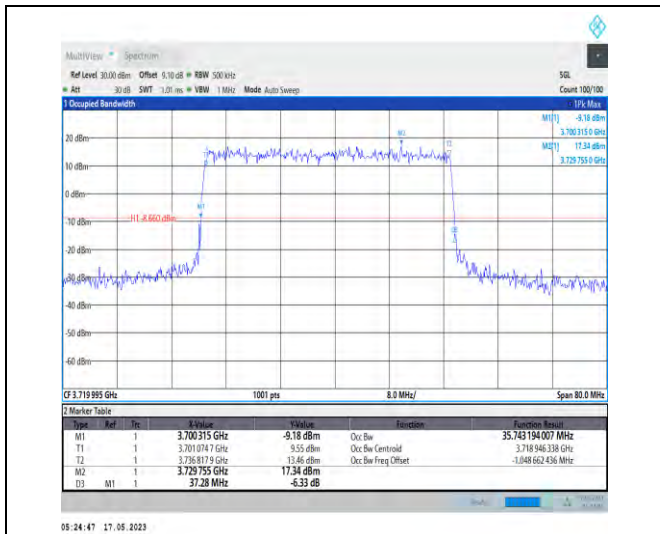 MultiView Spectrum
Ref Level 30.00 dBm Offset 9.10 dB RBW 500 kHz SGL
Att 30 dB SWT 1.01 ms VBW 1 MHz Mode Auto Sweep Count 100/100
1 Occupied Bandwidth 1Pk Max
M1[1] -9.18 dBm
3.700 315 0 GHz
M2[1] 17.34 dBm
3.729 755 0 GHz
20 dBm
10 dBm
0 dBm
-10 dBm
H1 -8.660 dBm
-20 dBm
-30 dBm
-40 dBm
-50 dBm
-60 dBm
M1
T1
M2
T2
D3
CF 3.719 995 GHz 1001 pts 8.0 MHz/ Span 80.0 MHz
2 Marker Table
Type Ref Trc X-Value Y-Value Function Function Result
M1 1 3.700315 GHz -9.18 dBm Occ Bw 35.743 194 007 MHz
T1 1 3.701 074 7 GHz 9.55 dBm Occ Bw Centroid 3.718 946 338 GHz
T2 1 3.736 817 9 GHz 13.46 dBm Occ Bw Freq Offset -1.048 662 436 MHz
M2 1 3.729 755 GHz 17.34 dBm
D3 M1 1 37.28 MHz -6.33 dB
05:24:47 17.05.2023